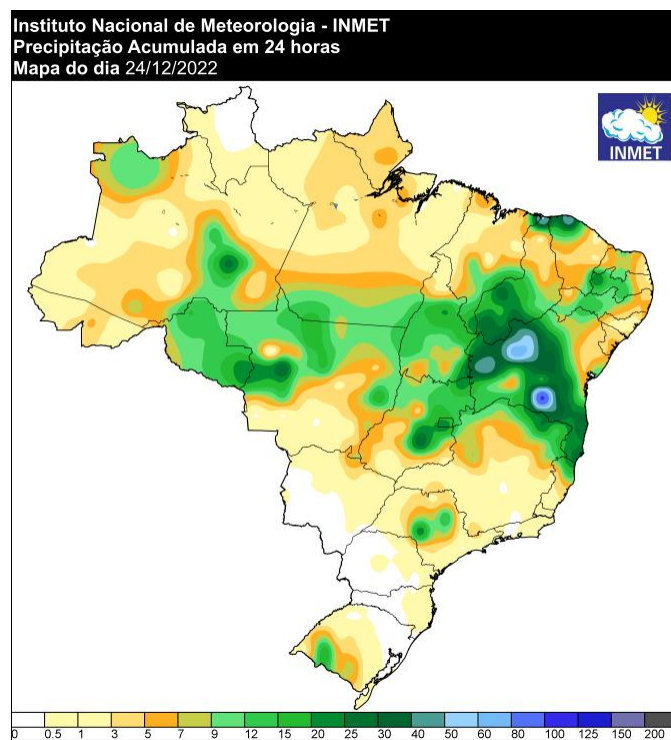 Instituto Nacional de Meteorologia - INMET
Precipitação Acumulada em 24 horas
Mapa do dia 24/12/2022
INMET
0 0.5 1 3 5 7 9 12 15 20 25 30 40 50 60 80 100 125 150 200